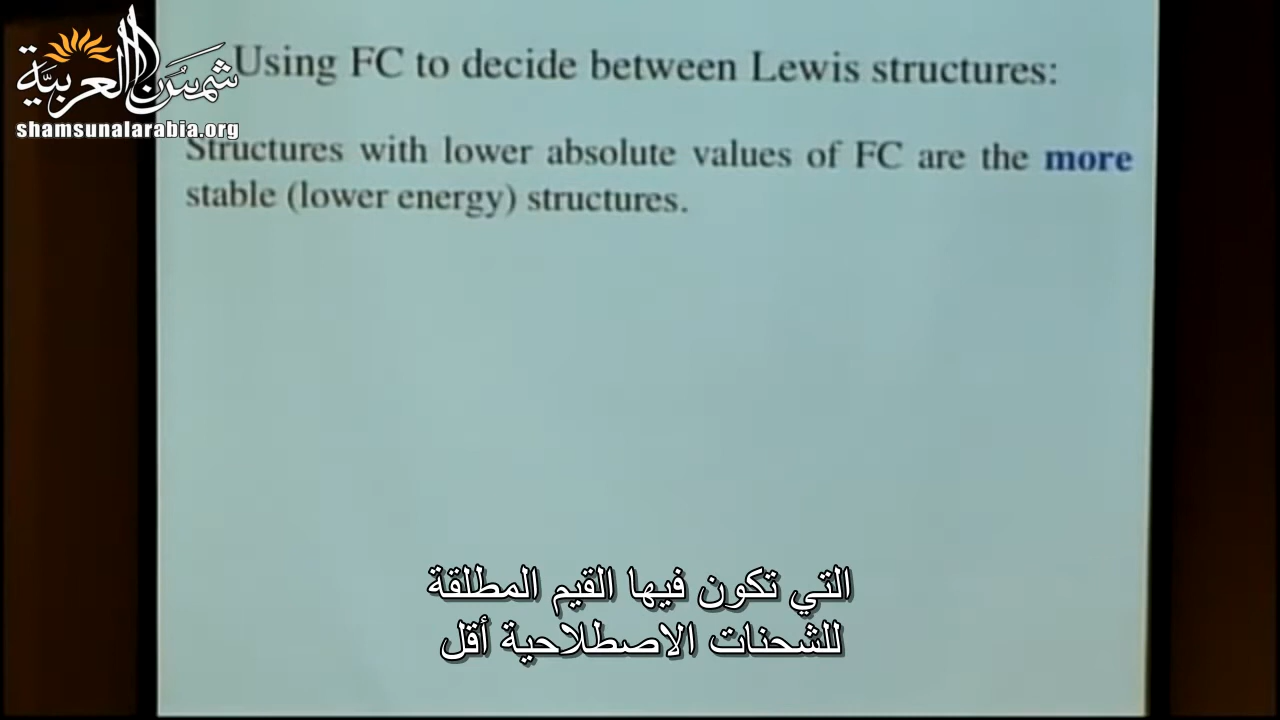 شمس العربية
shamsunalarabia.org
Using FC to decide between Lewis structures:
Structures with lower absolute values of FC are the more
stable (lower energy) structures.
التي تكون فيها القيم المطلقة
للشحنات الاصطلاحية أقل